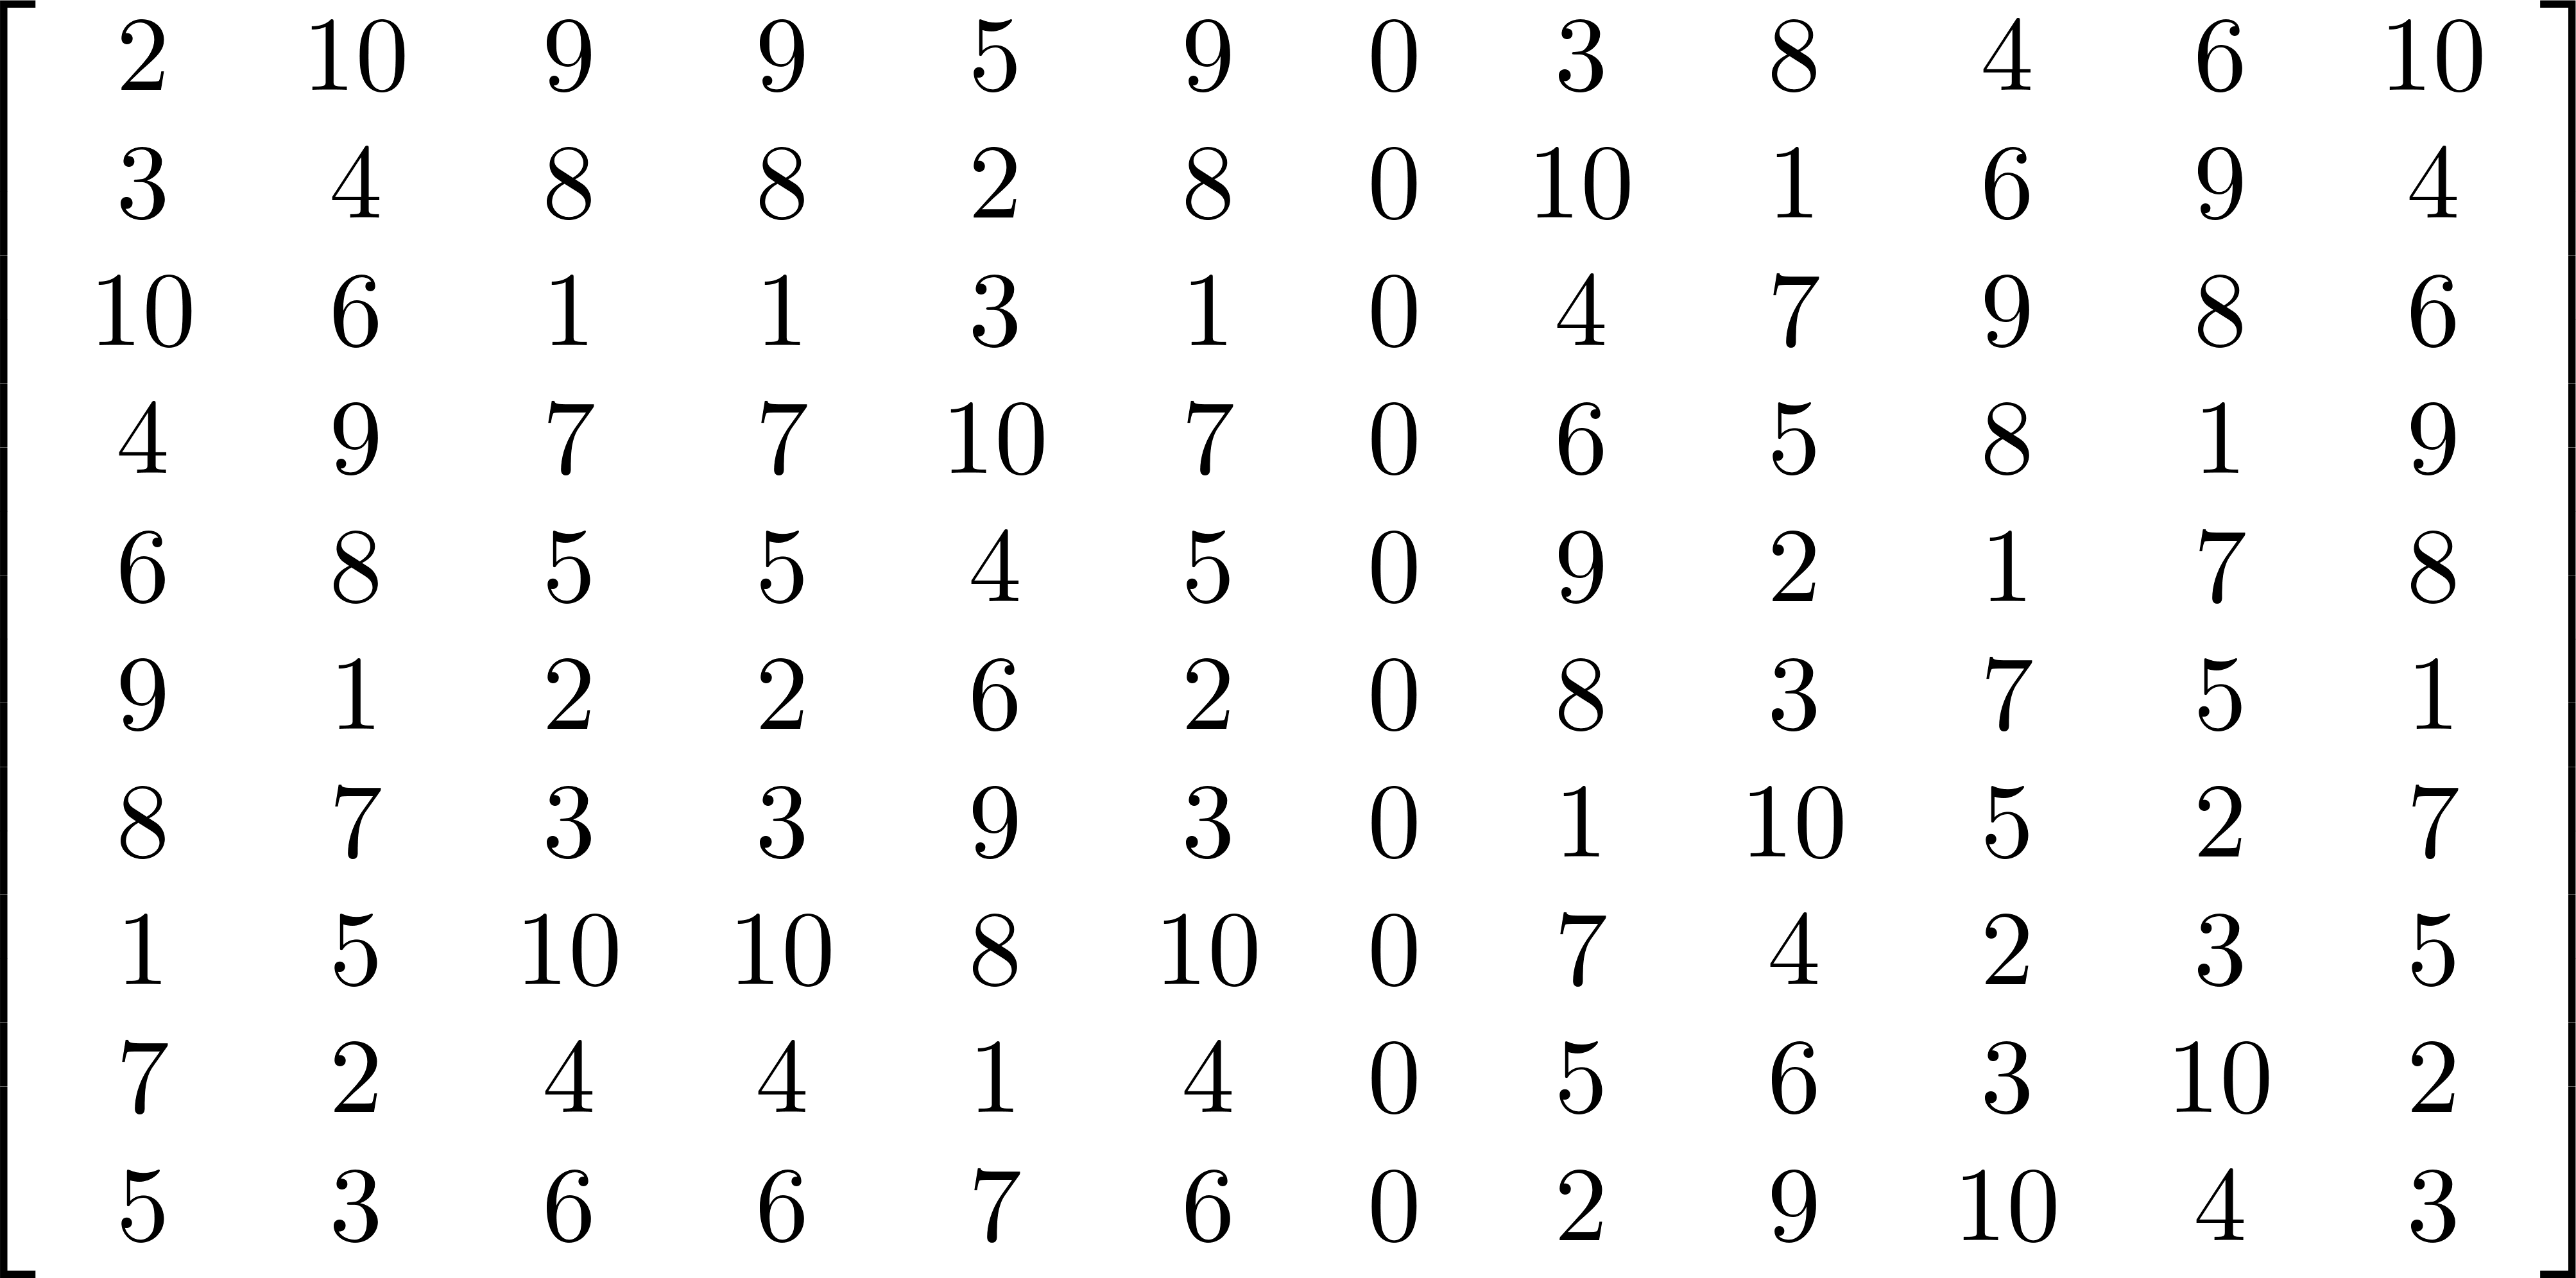 2 10 9 9 5 9 0 3 8 4 6 10
3 4 8 8 2 8 0 10 1 6 9 4
10 6 1 1 3 1 0 4 7 9 8 6
4 9 7 7 10 7 0 6 5 8 1 9
6 8 5 5 4 5 0 9 2 1 7 8
9 1 2 2 6 2 0 8 3 7 5 1
8 7 3 3 9 3 0 1 10 5 2 7
1 5 10 10 8 10 0 7 4 2 3 5
7 2 4 4 1 4 0 5 6 3 10 2
5 3 6 6 7 6 0 2 9 10 4 3